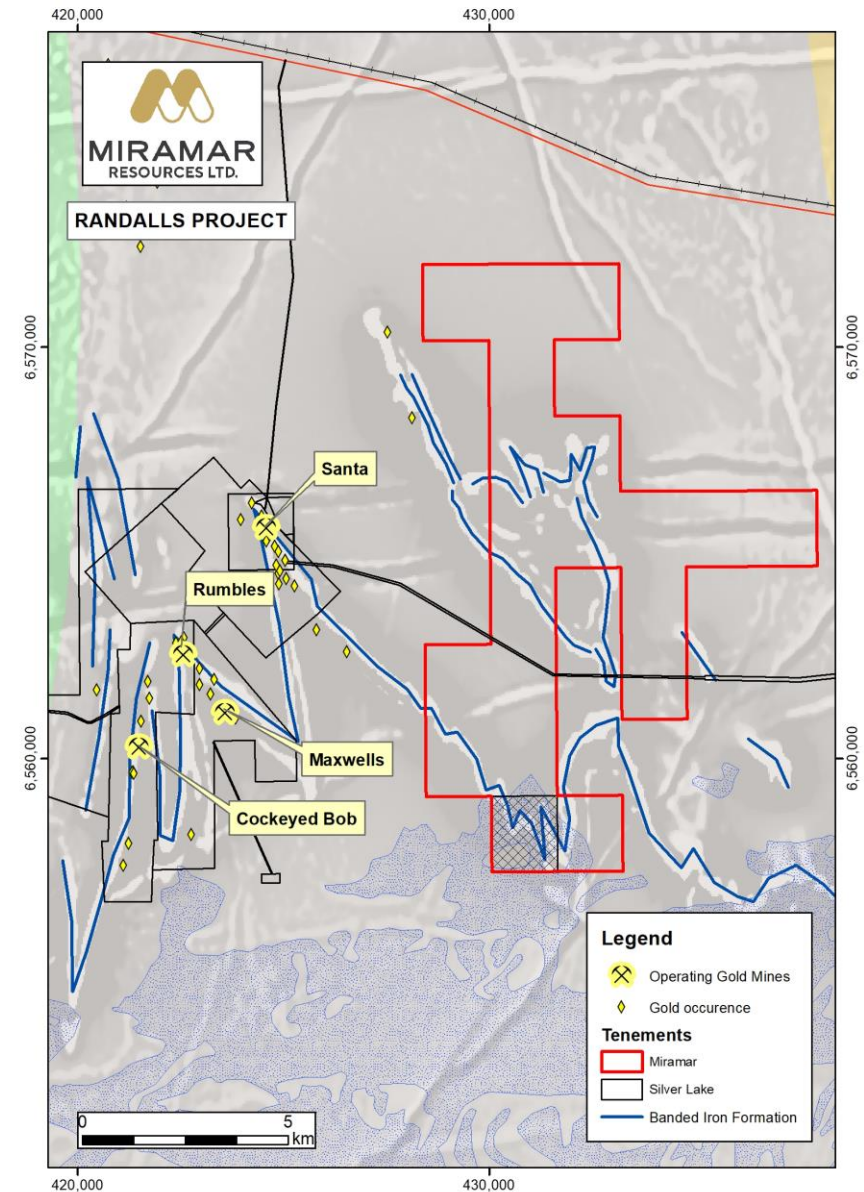 420,000
430,000
MIRAMAR
RESOURCES LTD.
RANDALLS PROJECT
6,570,000
6,570,000
Santa
Rumbles
6,560,000
6,560,000
Maxwells
Cockeyed Bob
Legend
Operating Gold Mines
Gold occurence
Tenements
Miramar
Silver Lake
Banded Iron Formation
0
5
km
420,000
430,000